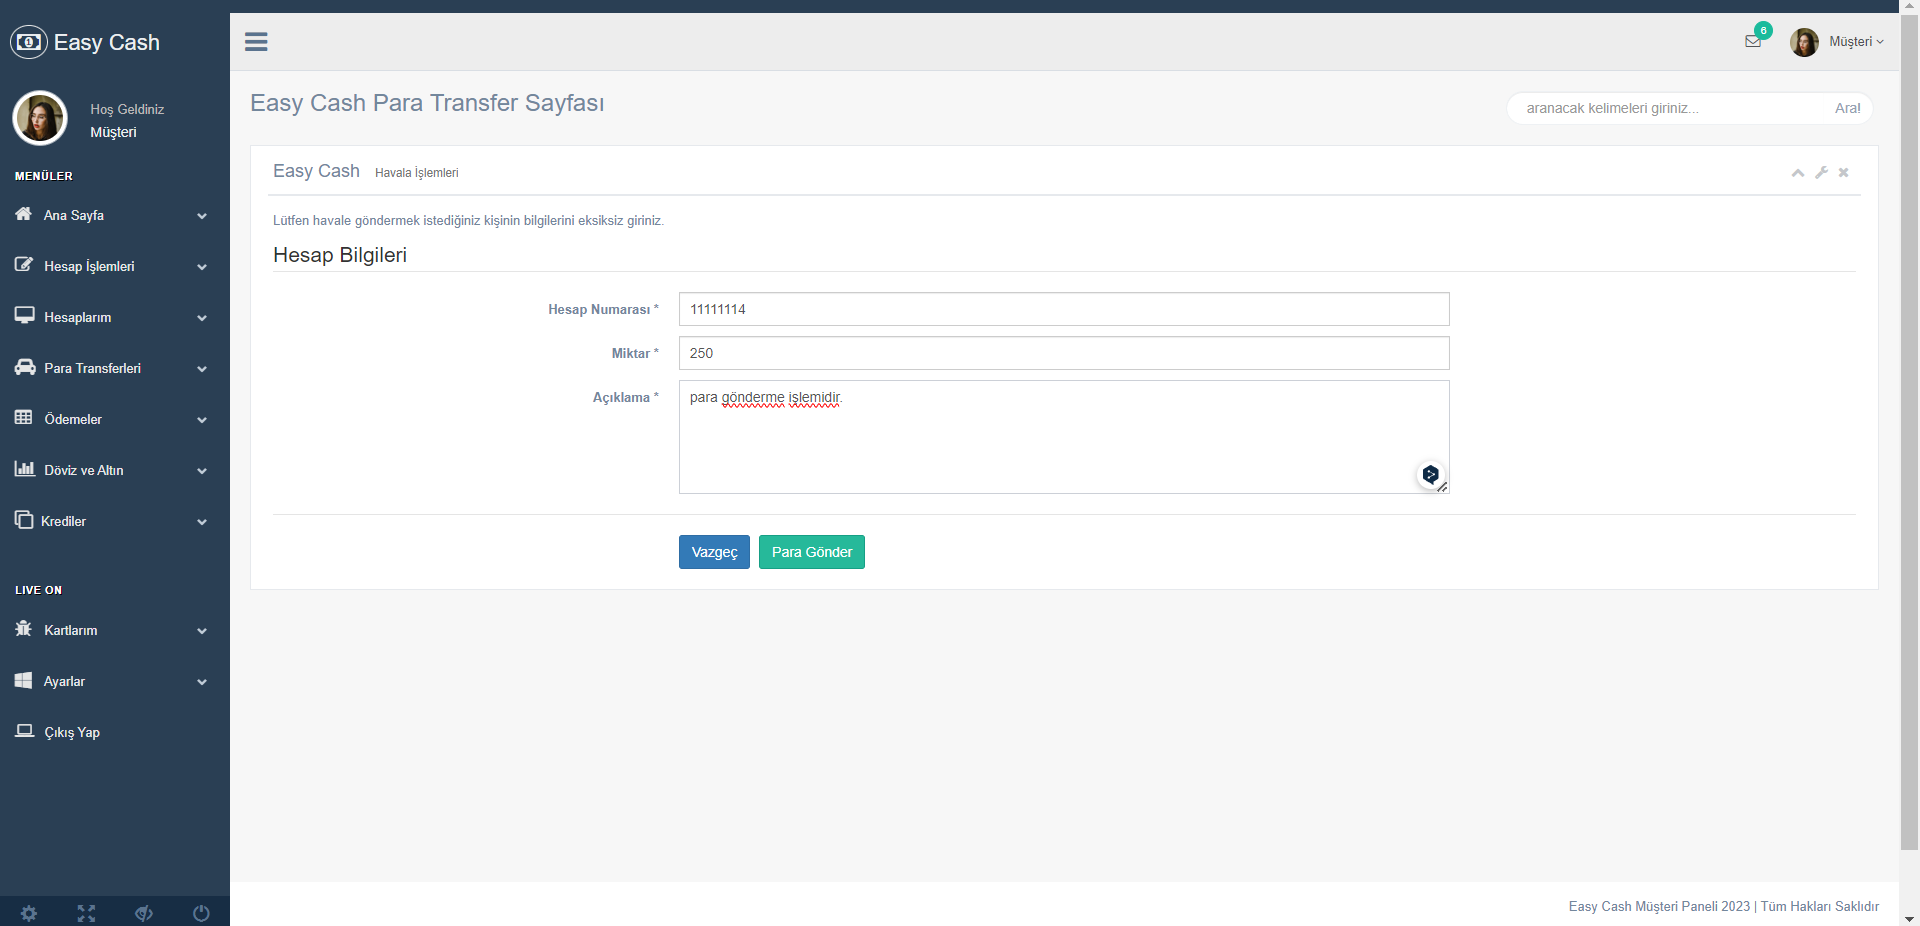 Easy Cash
Hoş Geldiniz
Müşteri
MENÜLER
Ana Sayfa
Hesap İşlemleri
Hesaplarım
Para Transferleri
Ödemeler
Döviz ve Altın
Krediler
LIVE ON
Kartlarım
Ayarlar
Çıkış Yap
6
Müşteri
Easy Cash Para Transfer Sayfası
aranacak kelimeleri giriniz... Ara!
Easy Cash Havala İşlemleri
Lütfen havale göndermek istediğiniz kişinin bilgilerini eksiksiz giriniz.
Hesap Bilgileri
Hesap Numarası * 11111114
Miktar * 250
Açıklama * para gönderme işlemidir.
Vazgeç Para Gönder
Easy Cash Müşteri Paneli 2023 | Tüm Hakları Saklıdır